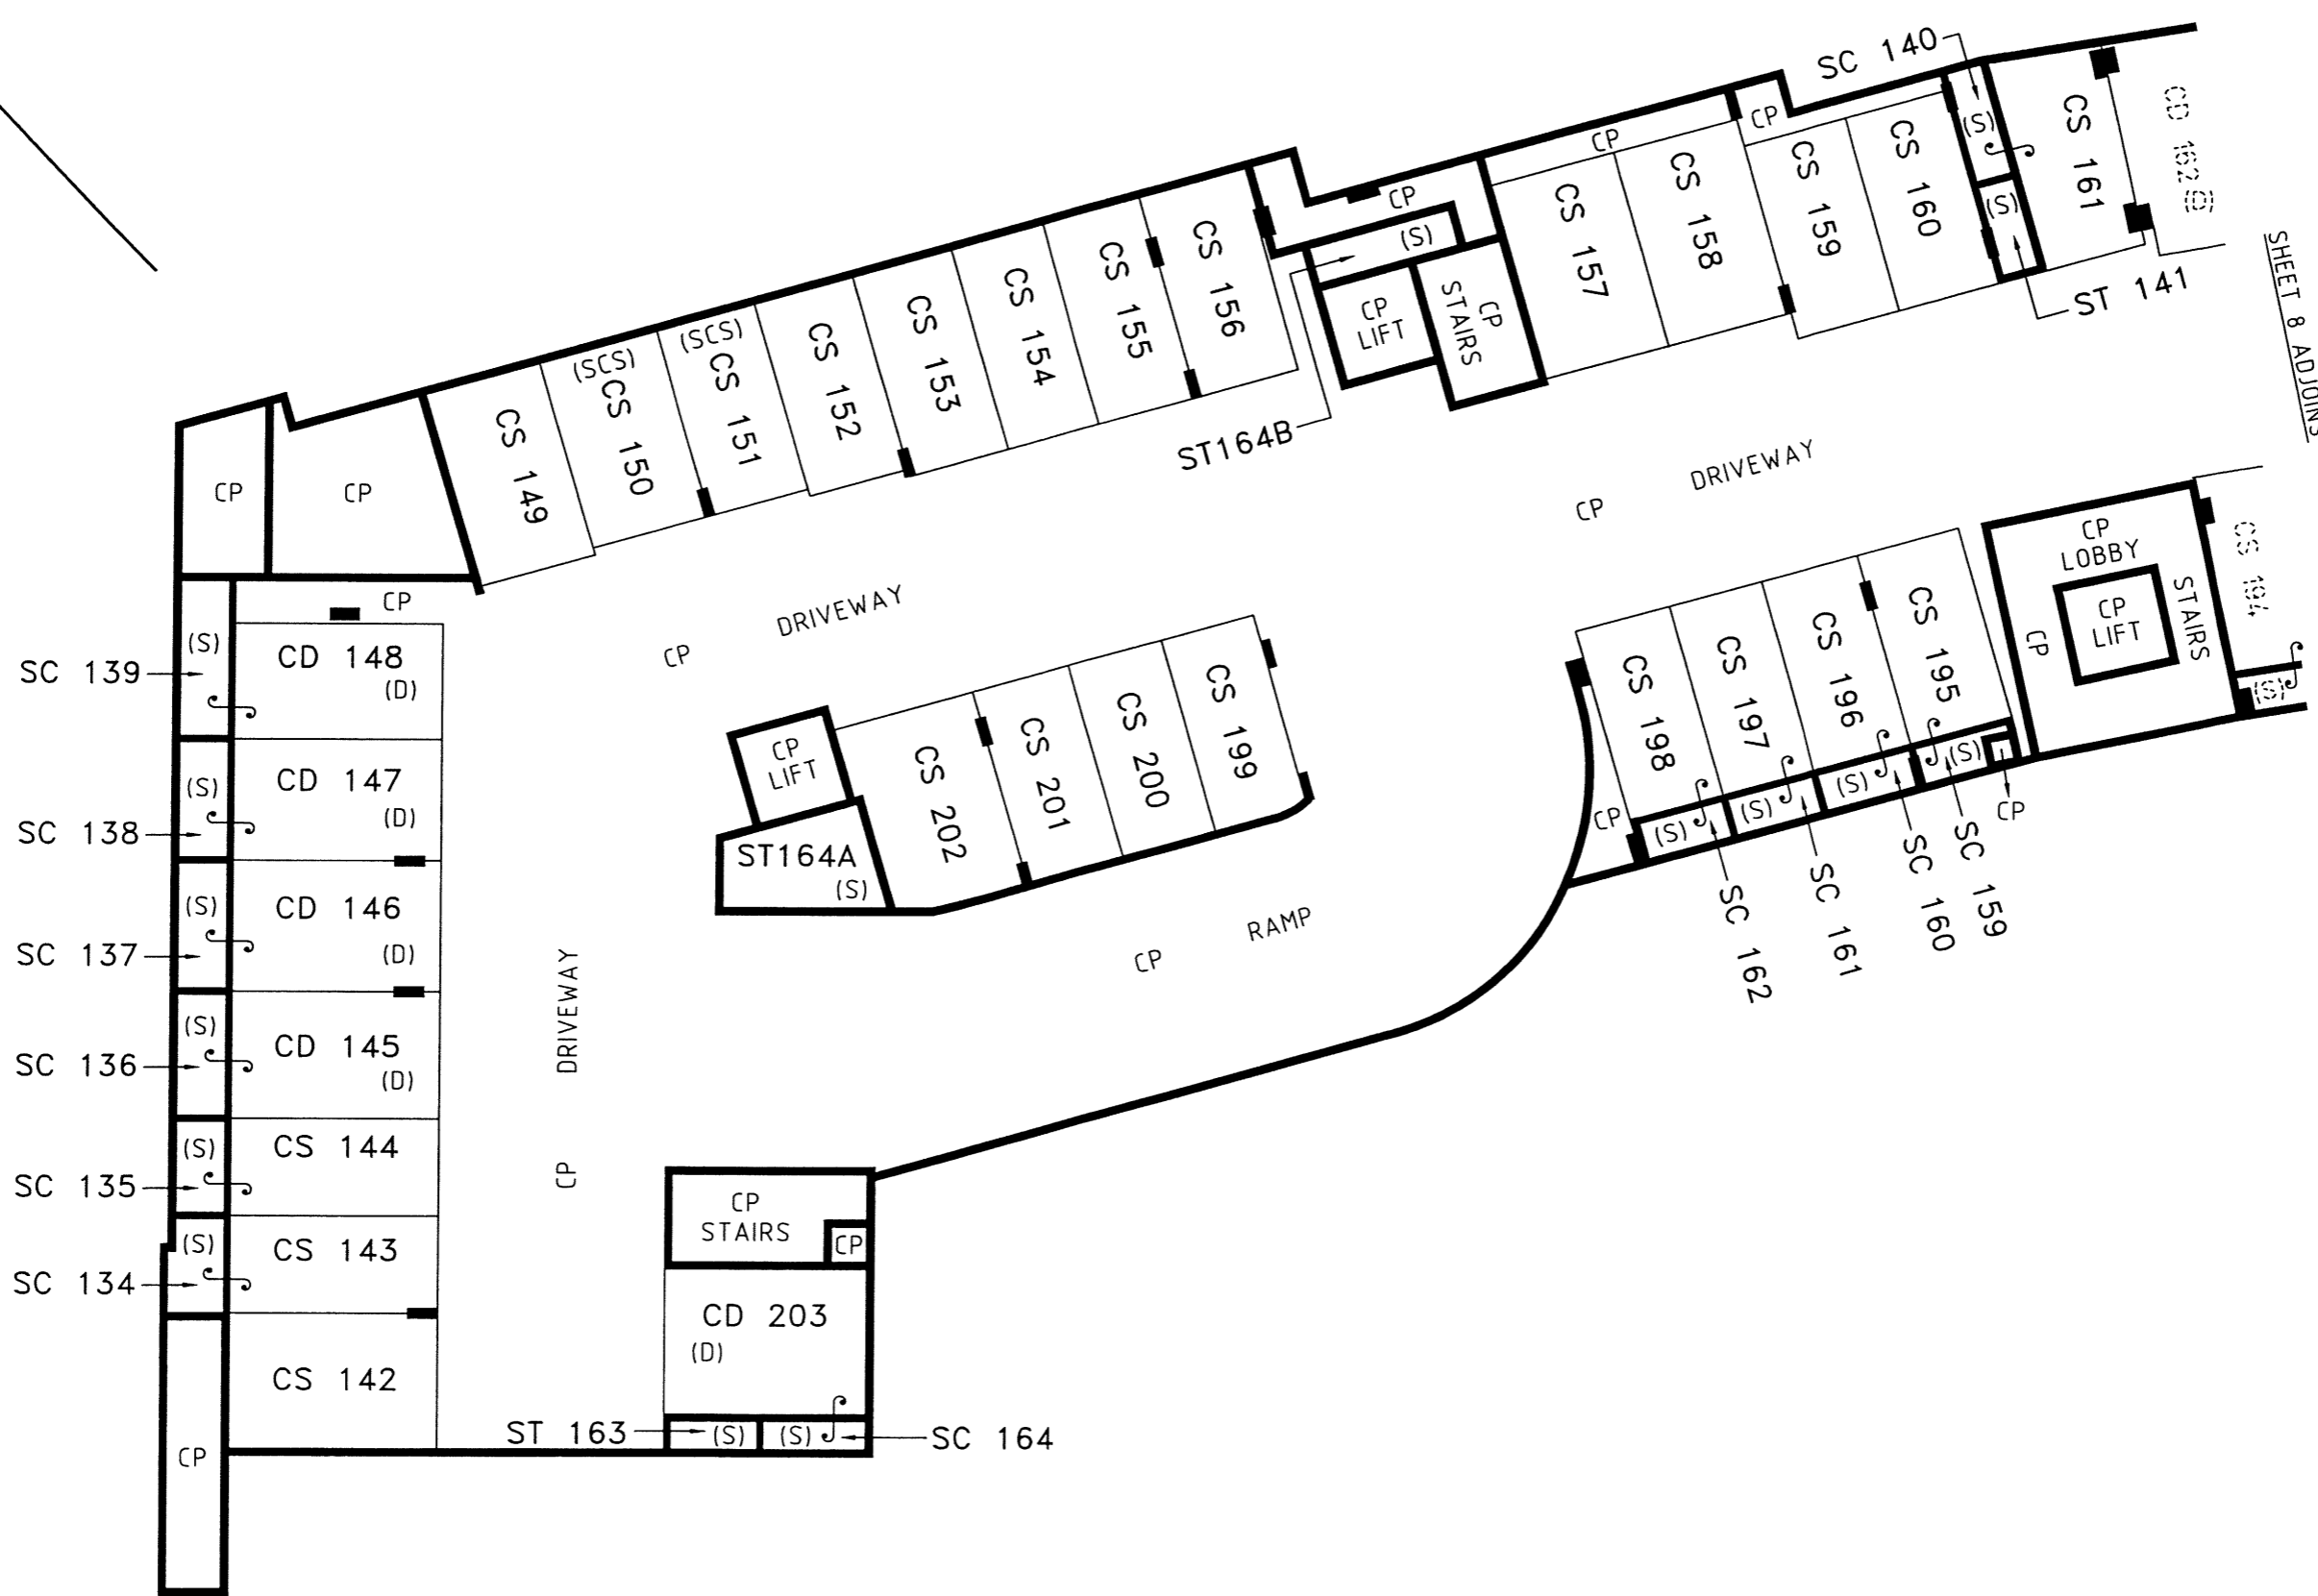 SC 140
(S)
(S)
ST 141
CS 161
CD 162 (D)
SHEET 8 ADJOINS
CP
CP
CS 160
CS 159
CS 158
CS 157
CP
(S)
CP
LIFT
CP
STAIRS
ST164B
CS 156
CS 155
CS 154
CS 153
CS 152
(SCS)
CS 151
(SCS)
CS 150
CS 149
CP
CP
CP DRIVEWAY
CP DRIVEWAY
CP
LOBBY
CP
LIFT
STAIRS
CP
CS 194
(S)
CS 195
CS 196
CS 197
CS 198
CP
(S)
(S)
(S)
(S)
CP
SC 159
SC 160
SC 161
SC 162
CS 199
CS 200
CS 201
CS 202
CP
LIFT
ST164A
(S)
CP RAMP
CP
(S)
CD 148
(D)
SC 139
(S)
CD 147
(D)
SC 138
(S)
CD 146
(D)
SC 137
(S)
CD 145
(D)
SC 136
(S)
CS 144
SC 135
(S)
CS 143
SC 134
CS 142
CP
CP DRIVEWAY
CP
STAIRS
CP
CD 203
(D)
ST 163
(S)
(S)
SC 164